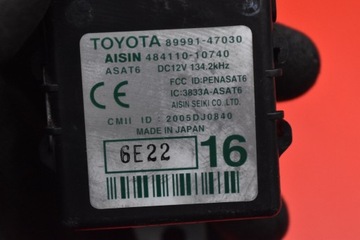 TOYOTA 89991-47030
AISIN 484110-10740
ASAT6 DC12V 134.2kHz
FCC ID:PENASAT6
IC:3833A-ASAT6
AISIN SEIKI CO.,LTD.
CMII ID : 2005DJ0840
MADE IN JAPAN
6E22 16